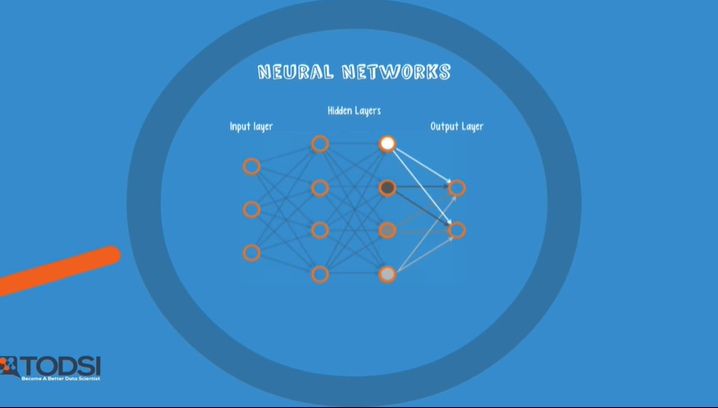 NEURAL NETWORKS
Hidden Layers
Input layer
Output Layer
TODSI
Become A Better Data Scientist